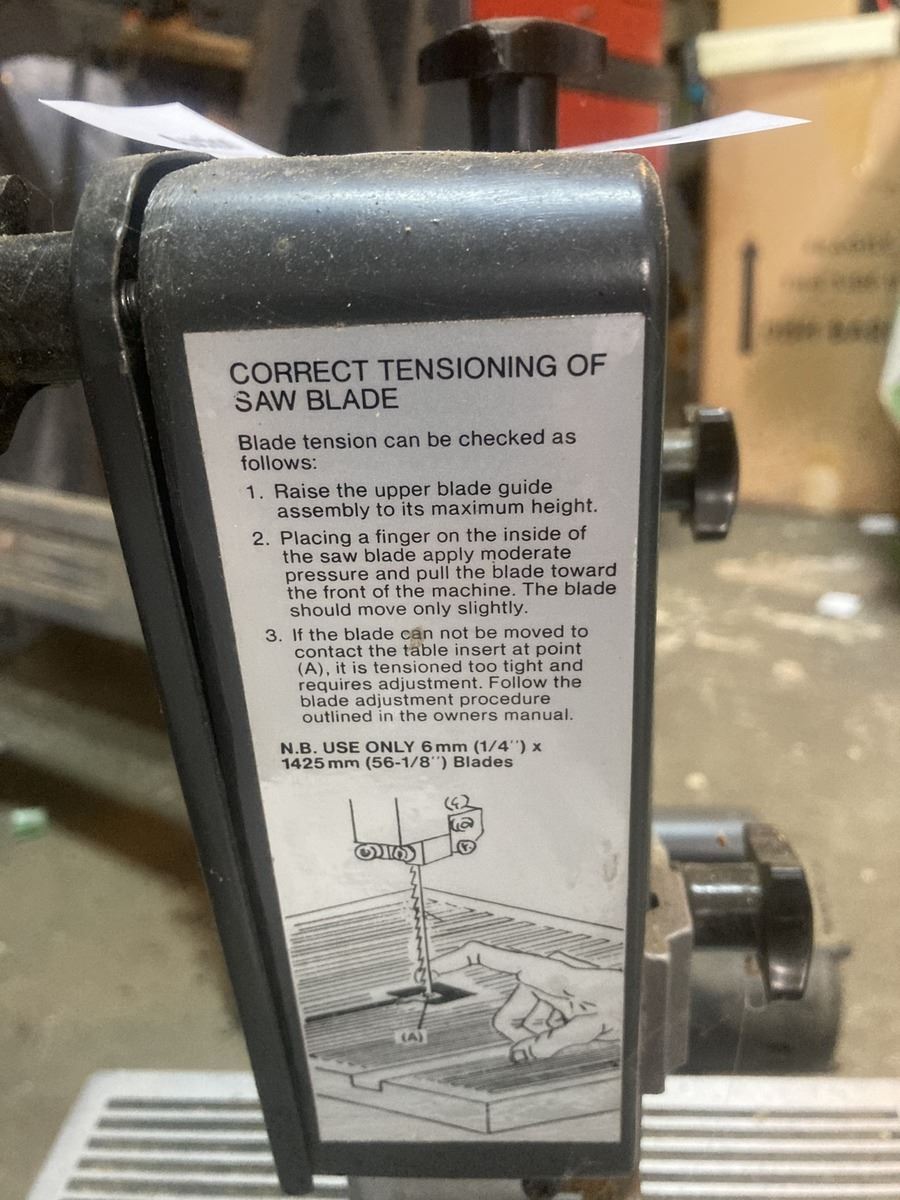 CORRECT TENSIONING OF
SAW BLADE
Blade tension can be checked as
follows:
1. Raise the upper blade guide
assembly to its maximum height.
2. Placing a finger on the inside of
the saw blade apply moderate
pressure and pull the blade toward
the front of the machine. The blade
should move only slightly.
3. If the blade can not be moved to
contact the table insert at point
(A), it is tensioned too tight and
requires adjustment. Follow the
blade adjustment procedure
outlined in the owners manual.
N.B. USE ONLY 6mm (1/4'') x
1425mm (56-1/8'') Blades
(A)